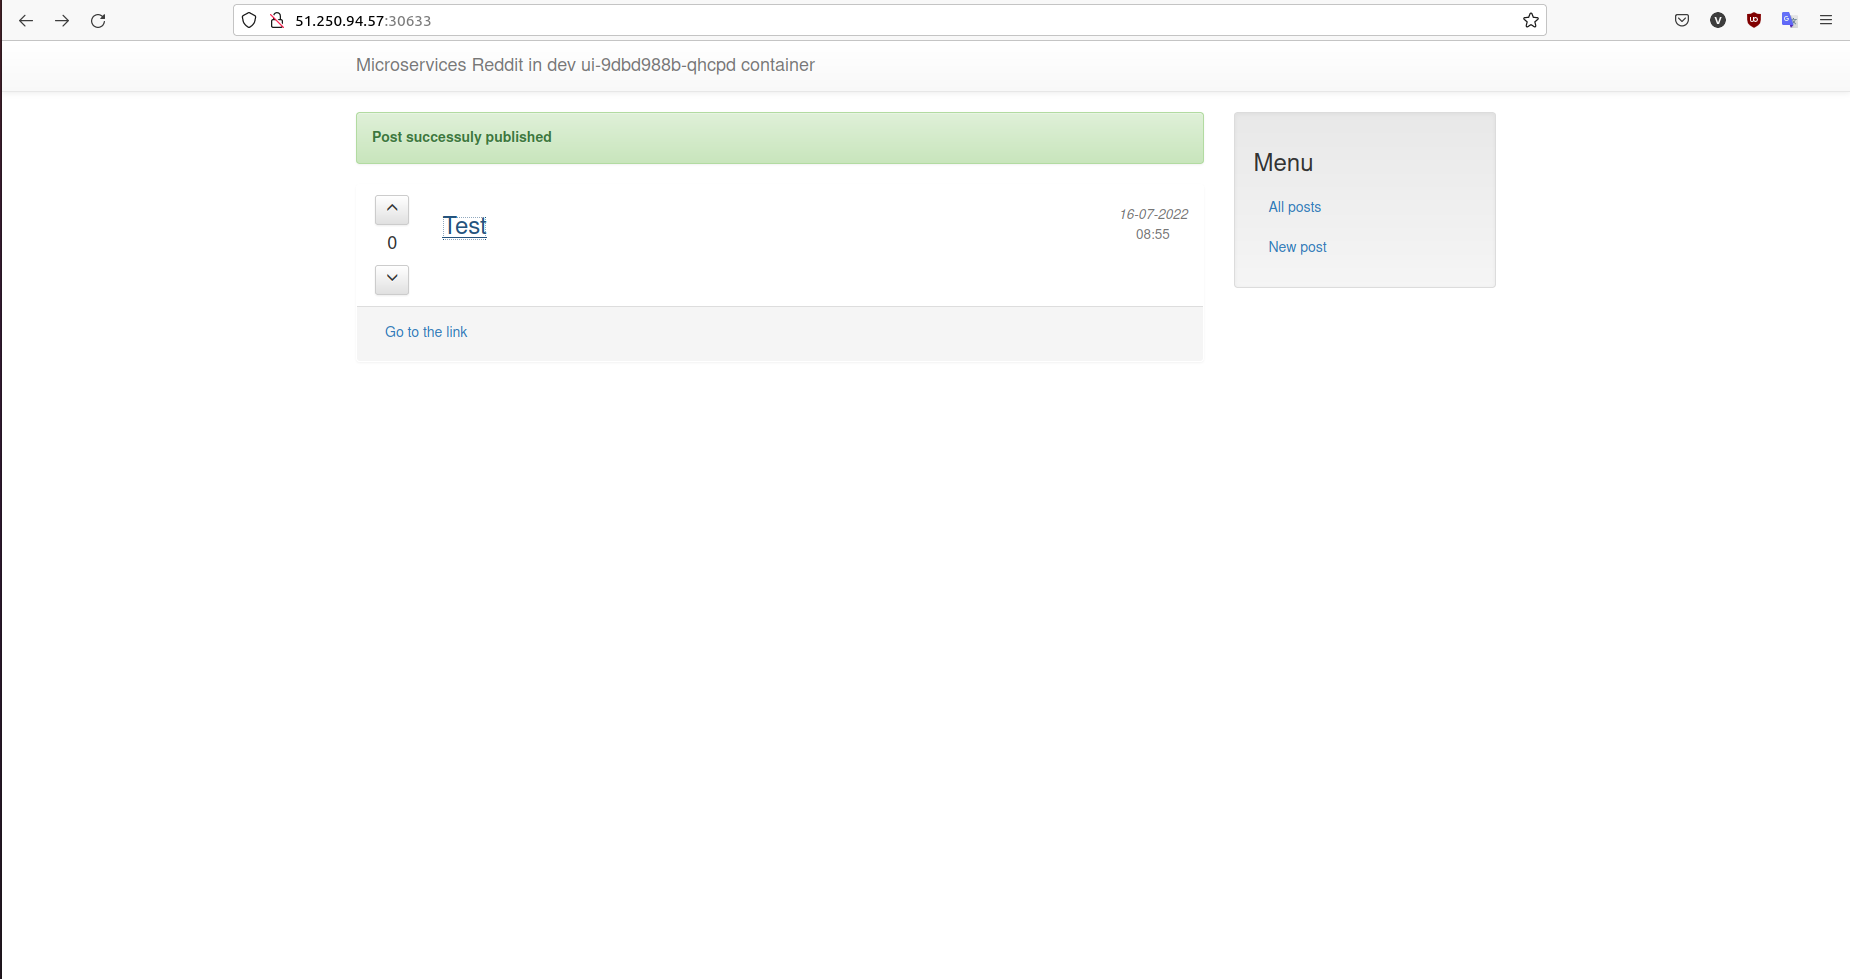 51.250.94.57:30633
Microservices Reddit in dev ui-9dbd988b-qhcpd container
Post successuly published
Menu
All posts
New post
Test
0
16-07-2022
08:55
Go to the link